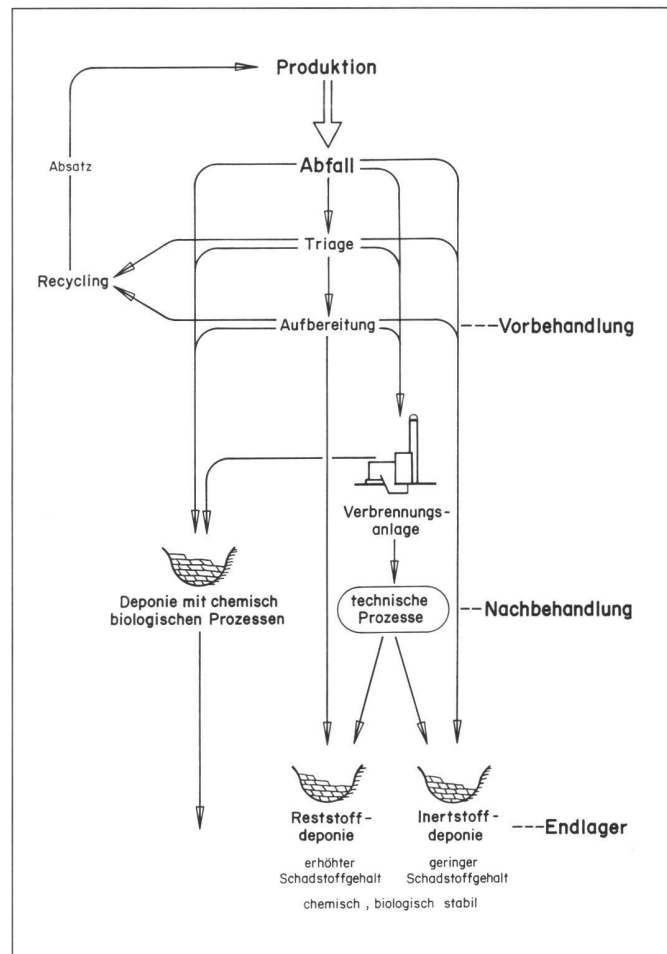 Produktion
Absatz
Abfall
Triage
Recycling
Aufbereitung
---Vorbehandlung
Verbrennungs-
anlage
Deponie mit chemisch
biologischen Prozessen
technische
Prozesse
--Nachbehandlung
Reststoff-
deponie
Inertstoff-
deponie
---Endlager
erhöhter
Schadstoffgehalt
geringer
Schadstoffgehalt
chemisch , biologisch stabil